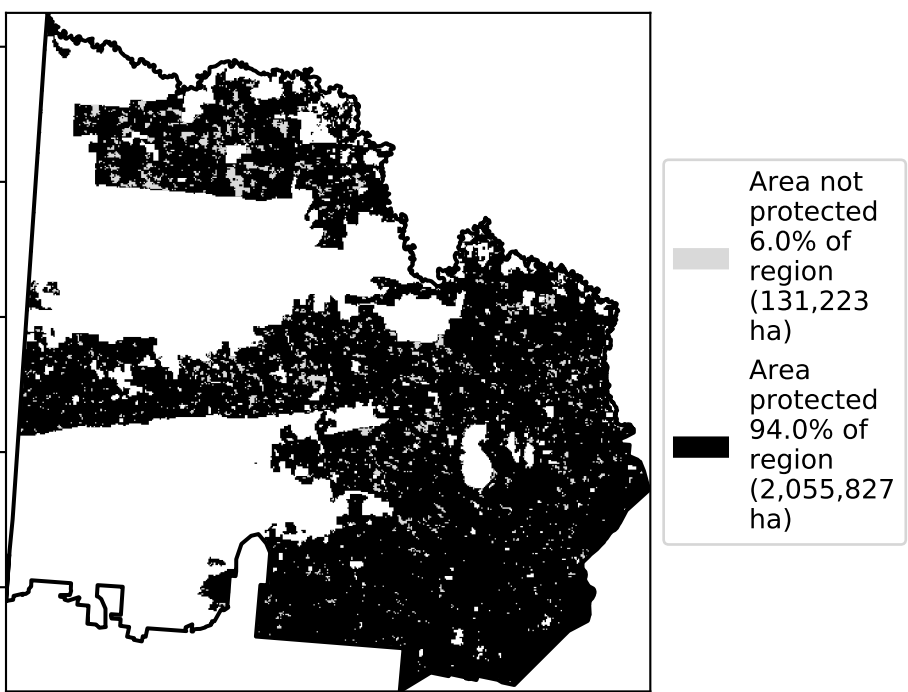 Area not
protected
6.0% of
region
(131,223
ha)
Area
protected
94.0% of
region
(2,055,827
ha)